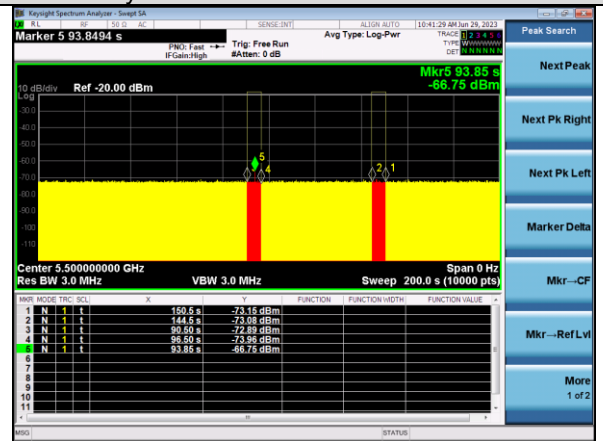 Keysight Spectrum Analyzer - Swept SA
RL RF 50 Ω AC SENSE:INT ALIGN AUTO 10:41:29 AM Jun 29, 2023
Marker 5 93.8494 s
PNO: Fast Trig: Free Run Avg Type: Log-Pwr TRACE 1 2 3 4 5 6
IFGain:High #Atten: 0 dB TYPE W
DET N N N N N N
Peak Search
Mkr5 93.85 s
-66.75 dBm
10 dB/div Ref -20.00 dBm
Log
-30.0
-40.0
-50.0
-60.0
-70.0
-80.0
-90.0
-100
-110
5
4
2
1
Center 5.500000000 GHz Span 0 Hz
Res BW 3.0 MHz VBW 3.0 MHz Sweep 200.0 s (10000 pts)
MKR MODE TRC SCL X Y FUNCTION FUNCTION WIDTH FUNCTION VALUE
1 N 1 t 150.5 s -73.15 dBm
2 N 1 t 144.5 s -73.08 dBm
3 N 1 t 90.50 s -72.89 dBm
4 N 1 t 96.50 s -73.96 dBm
5 N 1 t 93.85 s -66.75 dBm
6
7
8
9
10
11
MSG STATUS
Next Peak
Next Pk Right
Next Pk Left
Marker Delta
Mkr→CF
Mkr→Ref Lvl
More
1 of 2